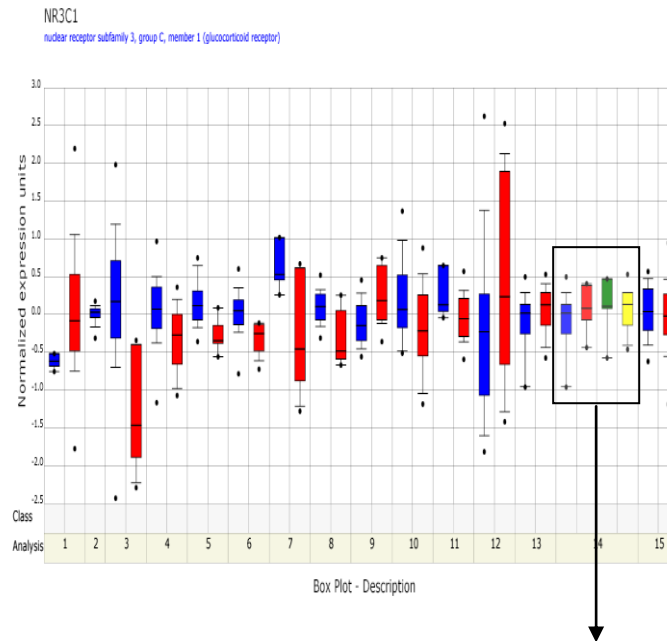 NR3C1
nuclear receptor subfamily 3, group C, member 1 (glucocorticoid receptor)
Normalized expression units
3.0
2.5
2.0
1.5
1.0
0.5
0.0
-0.5
-1.0
-1.5
-2.0
-2.5
Class
Analysis 1 2 3 4 5 6 7 8 9 10 11 12 13 14 15
Box Plot - Description